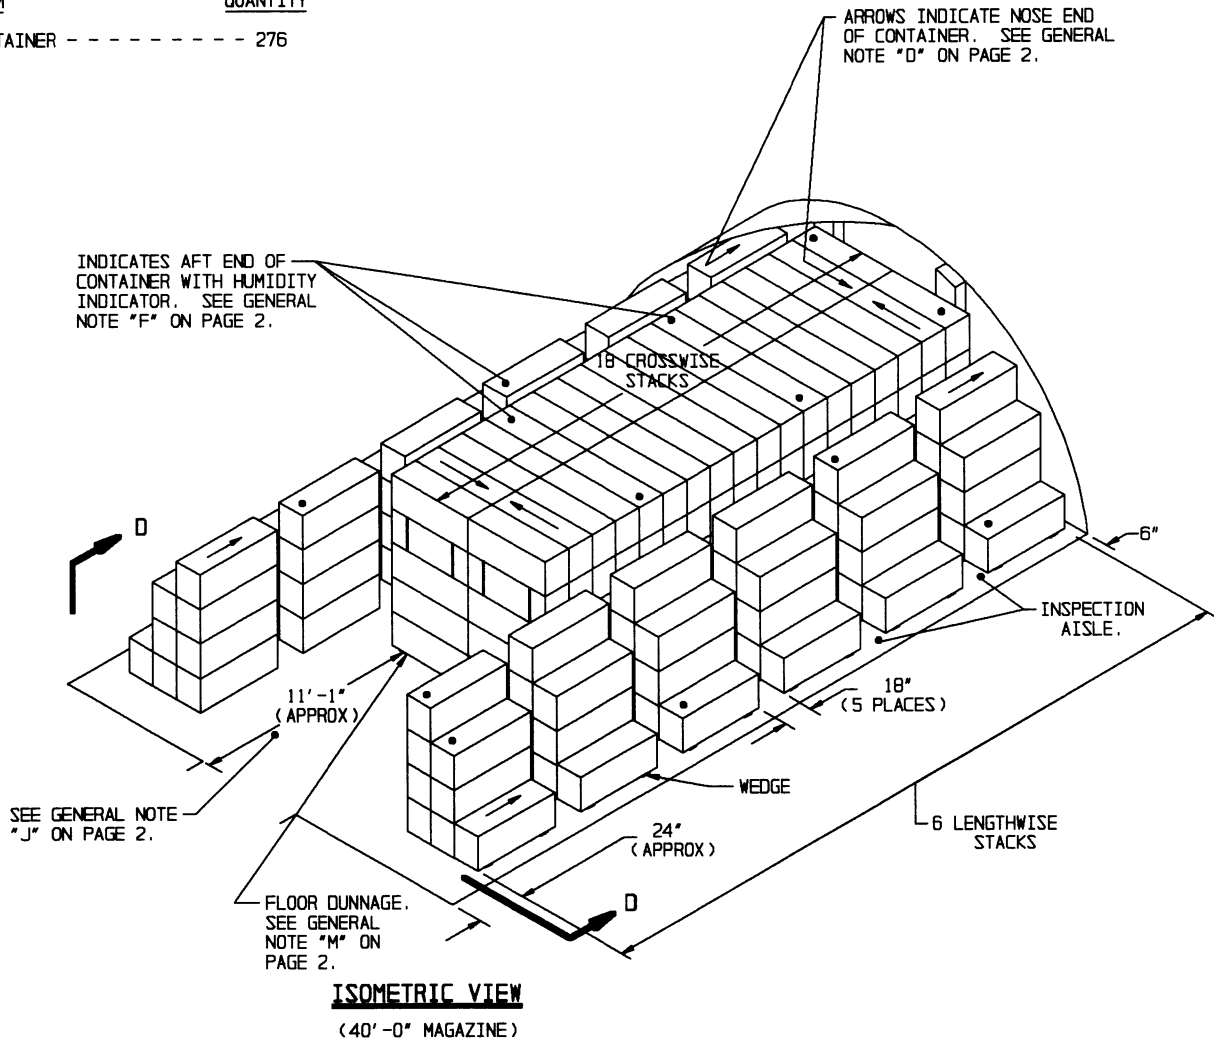 QUANTITY
TAINER - - - - - - - - - - 276
ARROWS INDICATE NOSE END
OF CONTAINER. SEE GENERAL
NOTE "D" ON PAGE 2.
INDICATES AFT END OF
CONTAINER WITH HUMIDITY
INDICATOR. SEE GENERAL
NOTE "F" ON PAGE 2.
18 CROSSWISE
STACKS
D
6"
INSPECTION
AISLE.
18"
(5 PLACES)
11'-1"
(APPROX)
WEDGE
SEE GENERAL NOTE
"J" ON PAGE 2.
6 LENGTHWISE
STACKS
24"
(APPROX)
FLOOR DUNNAGE.
SEE GENERAL
NOTE "M" ON
PAGE 2.
D
ISOMETRIC VIEW
(40'-0" MAGAZINE)